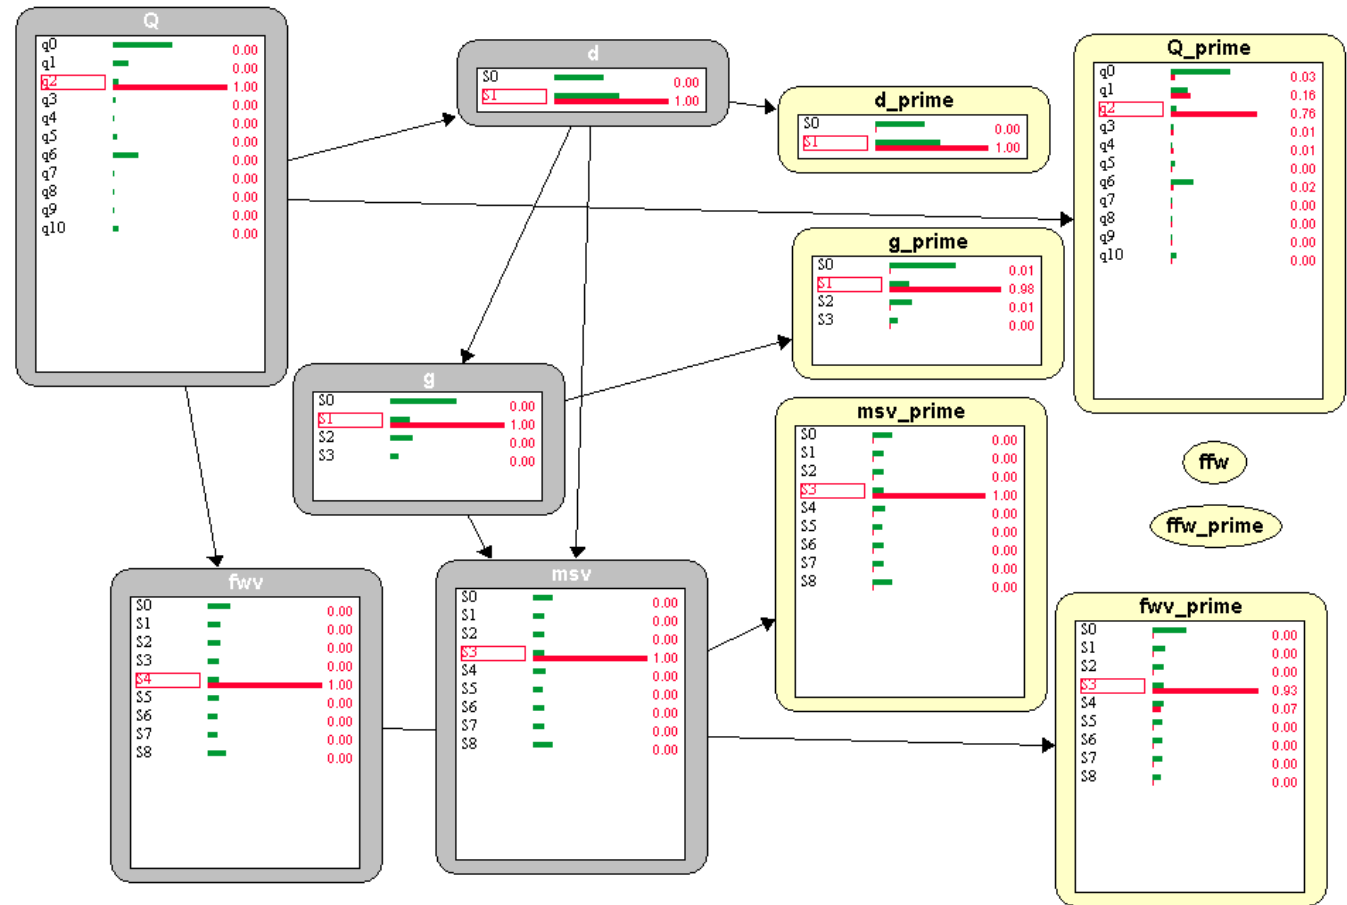 Q
q0 0.00
q1 0.00
q2 1.00
q3 0.00
q4 0.00
q5 0.00
q6 0.00
q7 0.00
q8 0.00
q9 0.00
q10 0.00
d
S0 0.00
S1 1.00
d_prime
S0 0.00
S1 1.00
Q_prime
q0 0.03
q1 0.16
q2 0.76
q3 0.01
q4 0.01
q5 0.00
q6 0.02
q7 0.00
q8 0.00
q9 0.00
q10 0.00
g_prime
S0 0.01
S1 0.98
S2 0.01
S3 0.00
g
S0 0.00
S1 1.00
S2 0.00
S3 0.00
msv_prime
S0 0.00
S1 0.00
S2 0.00
S3 1.00
S4 0.00
S5 0.00
S6 0.00
S7 0.00
S8 0.00
ffw
ffw_prime
fwv
S0 0.00
S1 0.00
S2 0.00
S3 0.00
S4 1.00
S5 0.00
S6 0.00
S7 0.00
S8 0.00
msv
S0 0.00
S1 0.00
S2 0.00
S3 1.00
S4 0.00
S5 0.00
S6 0.00
S7 0.00
S8 0.00
fwv_prime
S0 0.00
S1 0.00
S2 0.00
S3 0.93
S4 0.07
S5 0.00
S6 0.00
S7 0.00
S8 0.00